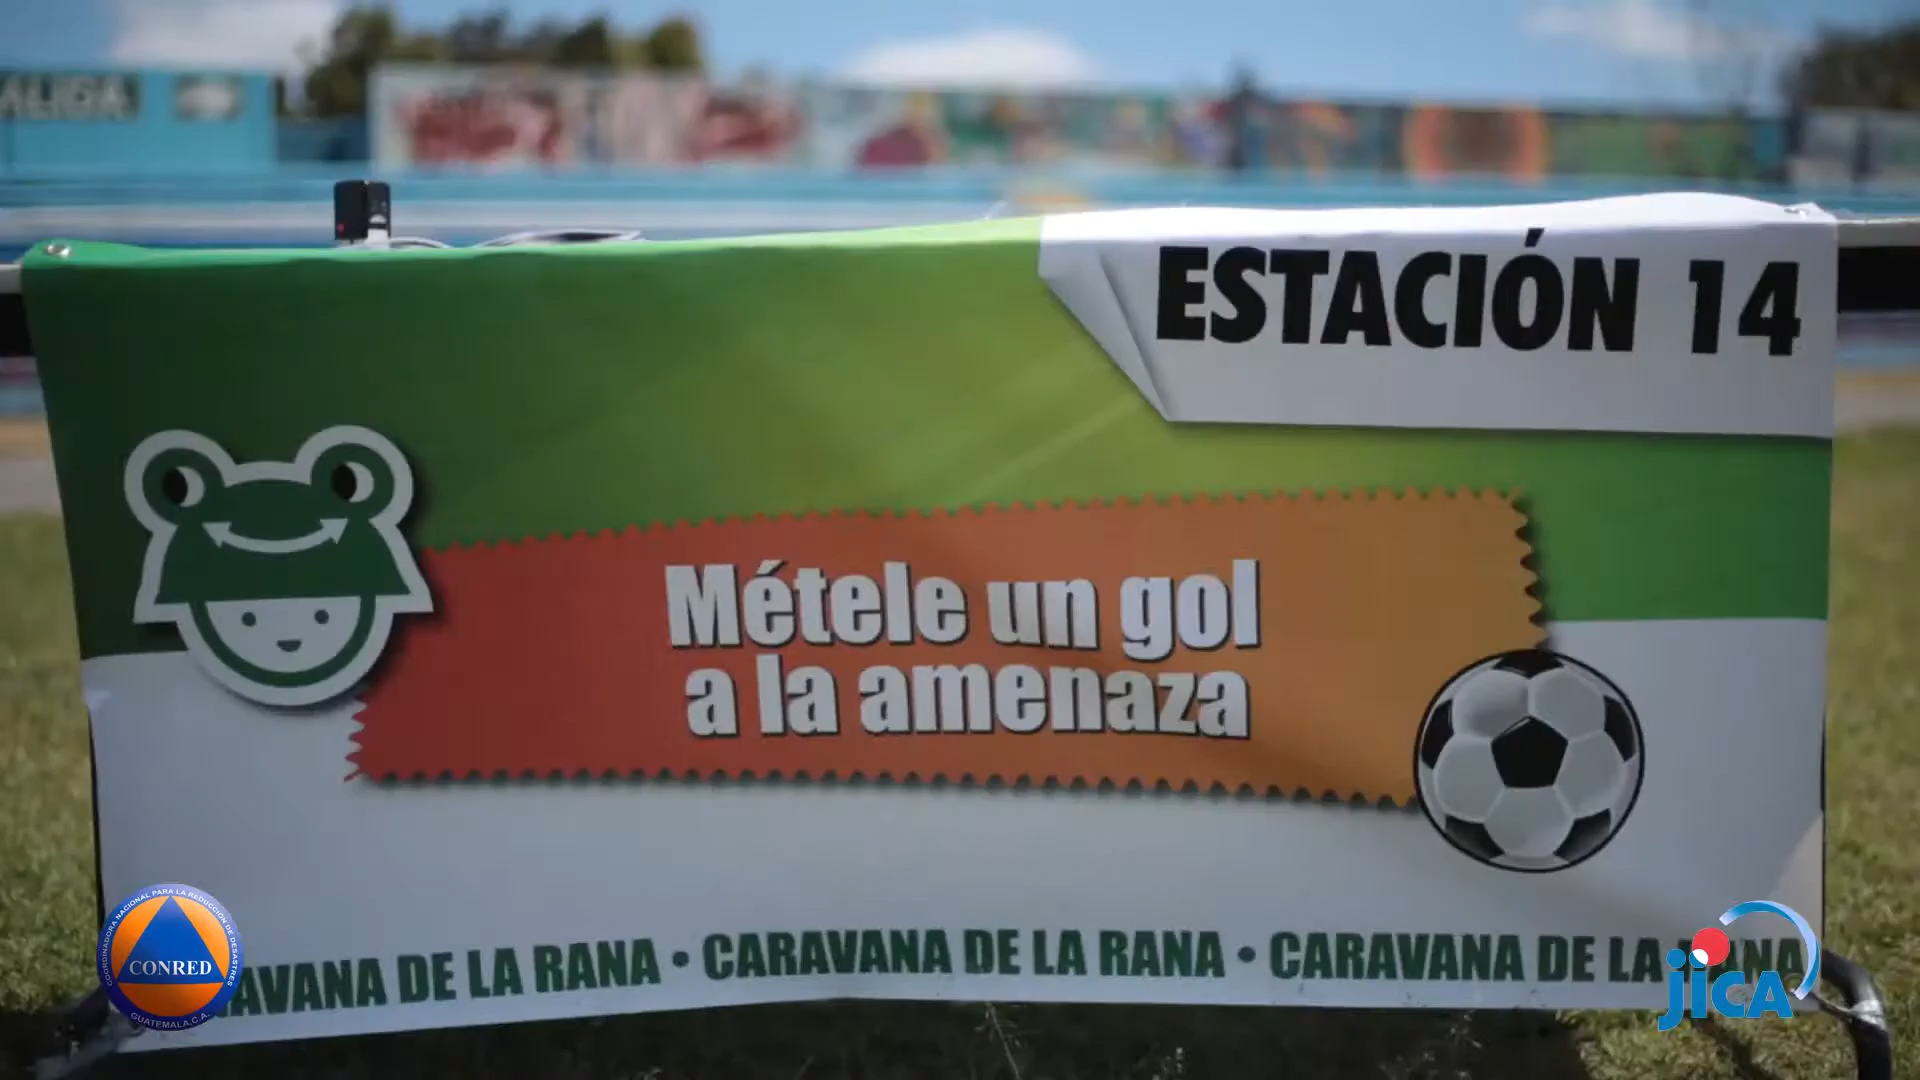 ALIGA
ESTACIÓN 14
Métele un gol
a la amenaza
AVANA DE LA RANA • CARAVANA DE LA RANA • CARAVANA DE LA RANA
COORDINADORA NACIONAL PARA LA REDUCCIÓN DE DESASTRES
CONRED
GUATEMALA, C.A.
jica